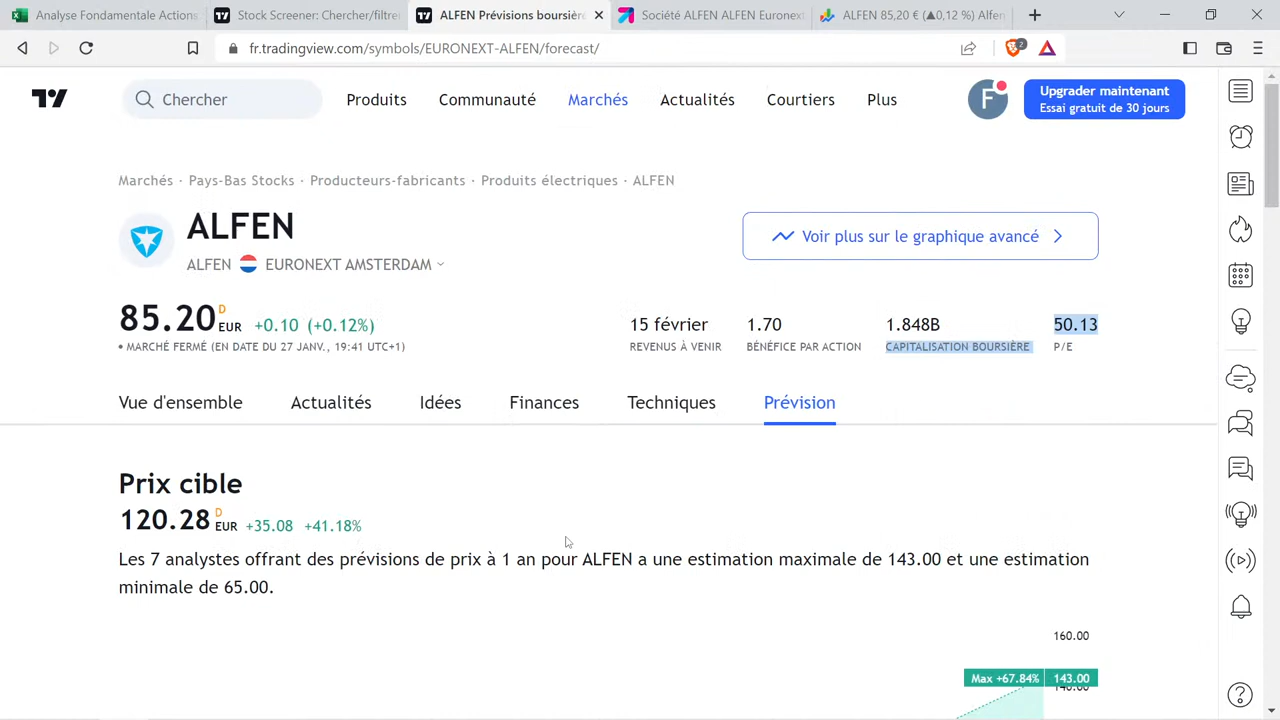 Analyse Fondamentale Actions.
Stock Screener: Chercher/filtrer
ALFEN Prévisions boursière
Société ALFEN ALFEN Euronext
ALFEN 85,20 (▲0,12 %) Alfen
fr.tradingview.com/symbols/EURONEXT-ALFEN/forecast/
2
Chercher
Produits
Communauté
Marchés
Actualités
Courtiers
Plus
F
Upgrader maintenant
Essai gratuit de 30 jours
Marchés · Pays-Bas Stocks · Producteurs-fabricants · Produits électriques · ALFEN
ALFEN
ALFEN EURONEXT AMSTERDAM
Voir plus sur le graphique avancé
85.20 D EUR +0.10 (+0.12%)
• MARCHÉ FERMÉ (EN DATE DU 27 JANV., 19:41 UTC+1)
15 février
REVENUS À VENIR
1.70
BÉNÉFICE PAR ACTION
1.848B
CAPITALISATION BOURSIÈRE
50.13
P/E
Vue d'ensemble
Actualités
Idées
Finances
Techniques
Prévision
Prix cible
120.28 D EUR +35.08 +41.18%
Les 7 analystes offrant des prévisions de prix à 1 an pour ALFEN a une estimation maximale de 143.00 et une estimation
minimale de 65.00.
160.00
Max +67.84% 143.00
140.00